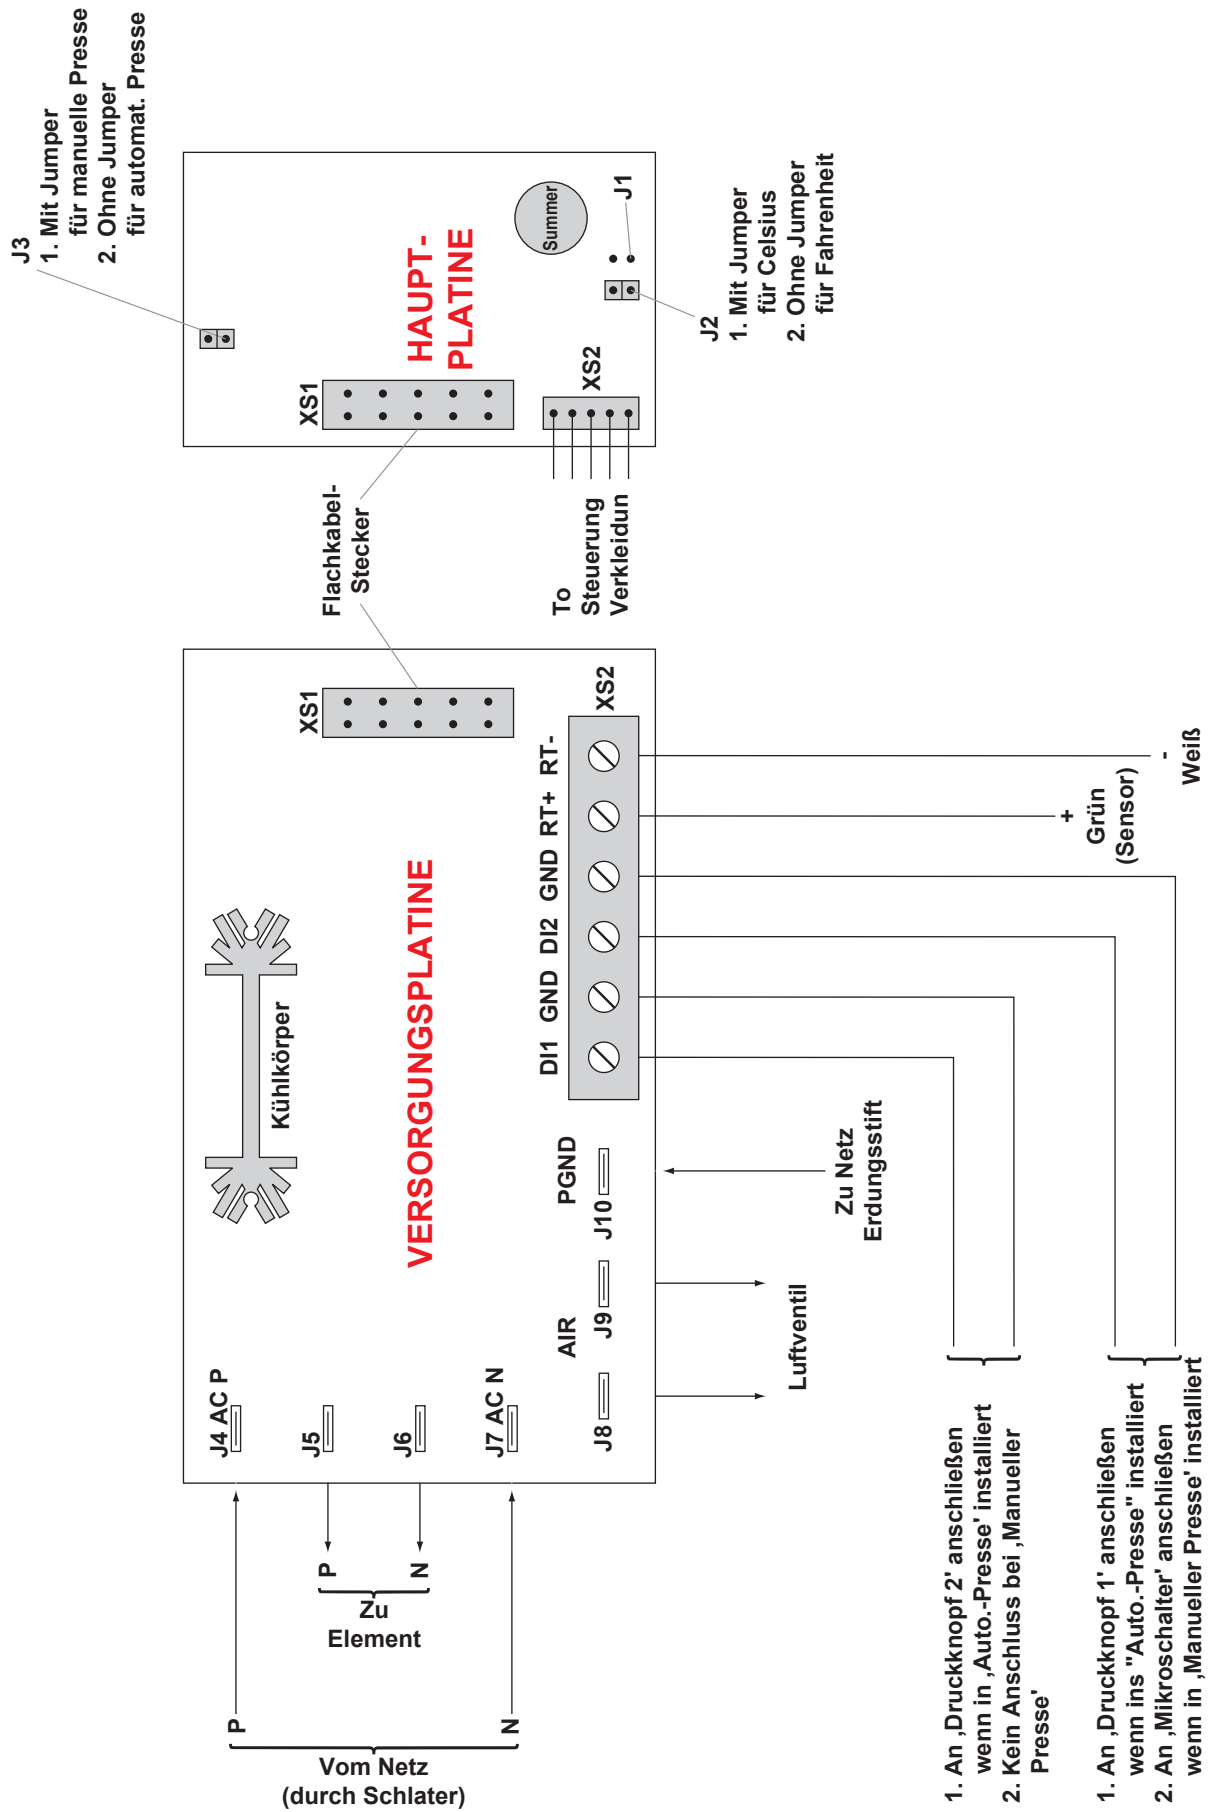 J3
1. Mit Jumper
für manuelle Presse
2. Ohne Jumper
für automat. Presse
XS1
HAUPT-
PLATINE
Summer
J1
XS2
J2
1. Mit Jumper
für Celsius
2. Ohne Jumper
für Fahrenheit
Flachkabel-
Stecker
To
Steuerung
Verkleidun
XS1
Kühlkörper
VERSORGUNGSPLATINE
XS2
DI1 GND DI2 GND RT+ RT-
J4 AC P
J5
J6
J7 AC N
J8
AIR
J9
PGND
J10
P
N
Zu
Element
P
N
Vom Netz
(durch Schlater)
Luftventil
Zu Netz
Erdungsstift
+
Grün
(Sensor)
-
Weiß
1. An ‚Druckknopf 2' anschließen
wenn in ‚Auto.-Presse' installiert
2. Kein Anschluss bei ‚Manueller
Presse'
1. An ‚Druckknopf 1' anschließen
wenn ins "Auto.-Presse" installiert
2. An ‚Mikroschalter' anschließen
wenn in ‚Manueller Presse' installiert